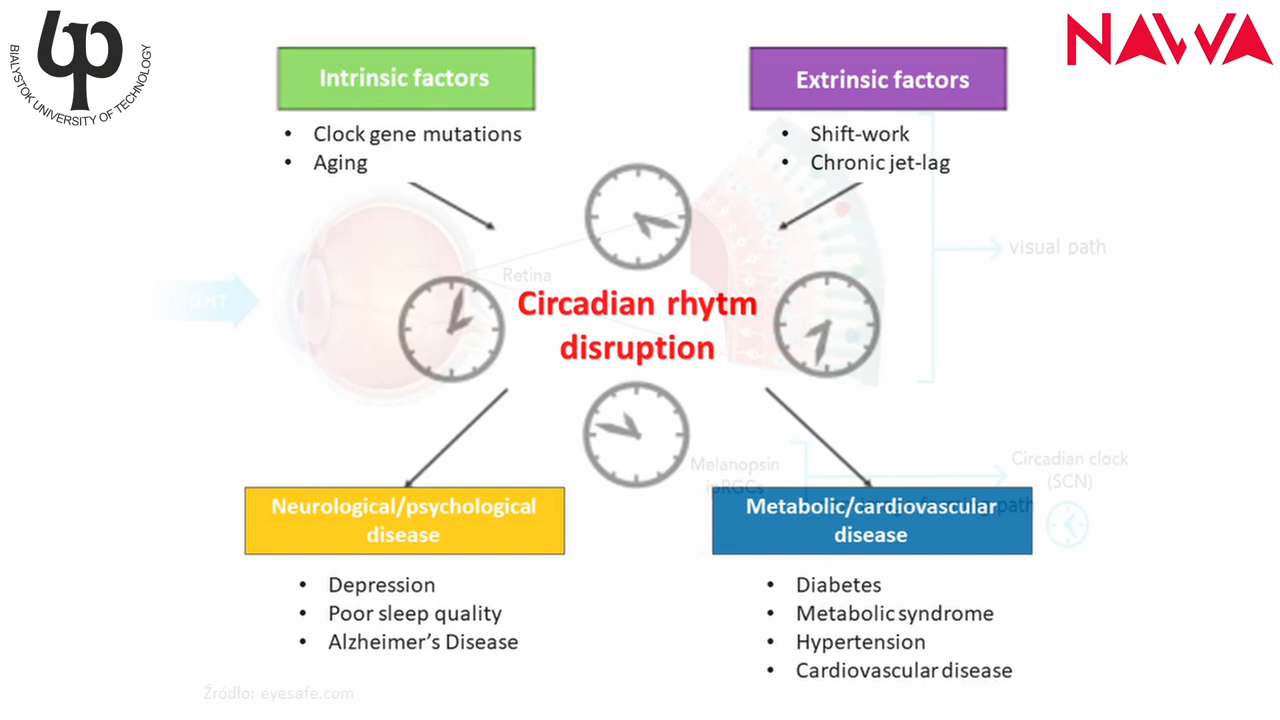 BIALYSTOK UNIVERSITY OF TECHNOLOGY
NAWA
Intrinsic factors
• Clock gene mutations
• Aging
Extrinsic factors
• Shift-work
• Chronic jet-lag
visual path
Retina
Circadian rhytm
disruption
Melanopsin
ipRGCs
Circadian clock
(SCN)
path
Neurological/psychological
disease
• Depression
• Poor sleep quality
• Alzheimer’s Disease
Metabolic/cardiovascular
disease
• Diabetes
• Metabolic syndrome
• Hypertension
• Cardiovascular disease
Źródło: eyesafe.com